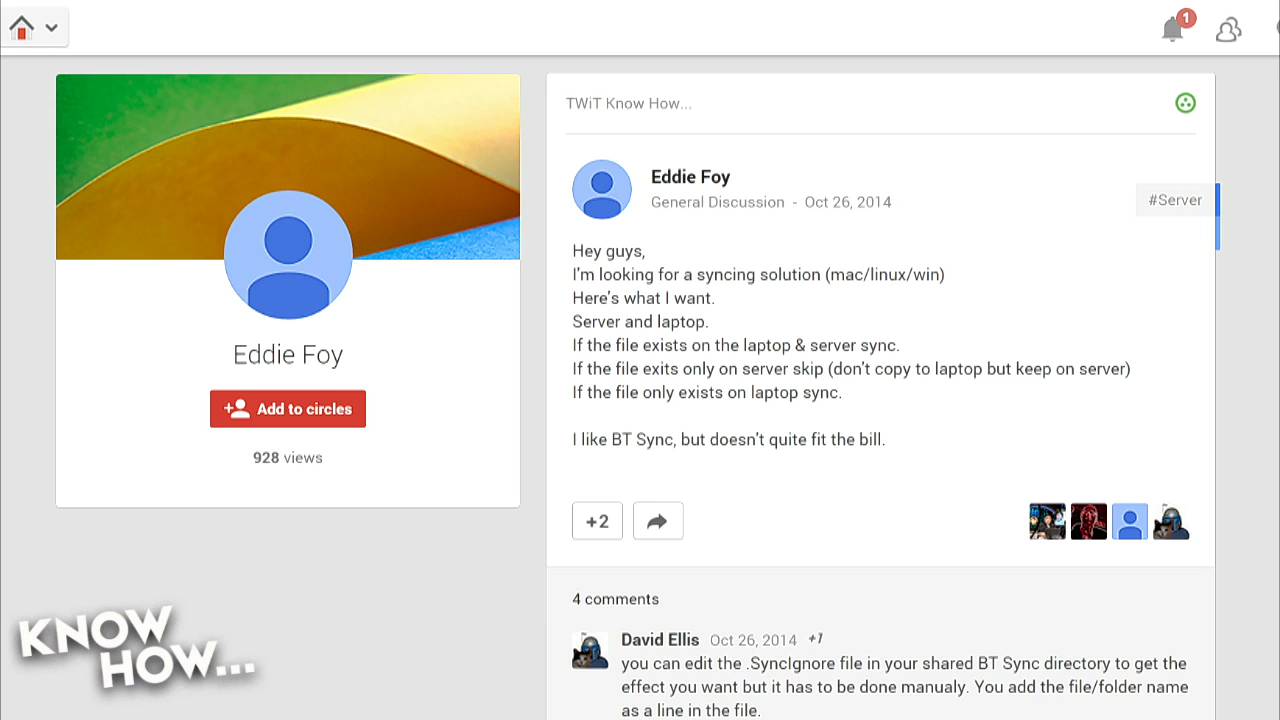 1
Eddie Foy
Add to circles
928 views
TWiT Know How...
Eddie Foy
General Discussion - Oct 26, 2014
#Server
Hey guys,
I'm looking for a syncing solution (mac/linux/win)
Here's what I want.
Server and laptop.
If the file exists on the laptop & server sync.
If the file exits only on server skip (don't copy to laptop but keep on server)
If the file only exists on laptop sync.
I like BT Sync, but doesn't quite fit the bill.
+2
4 comments
David Ellis Oct 26, 2014 +1
you can edit the .SyncIgnore file in your shared BT Sync directory to get the
effect you want but it has to be done manualy. You add the file/folder name
as a line in the file.
KNOW
HOW...